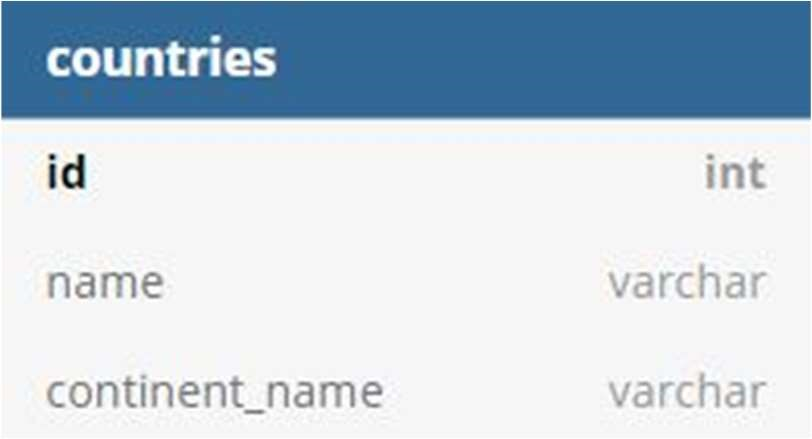 countries
id int
name varchar
continent_name varchar